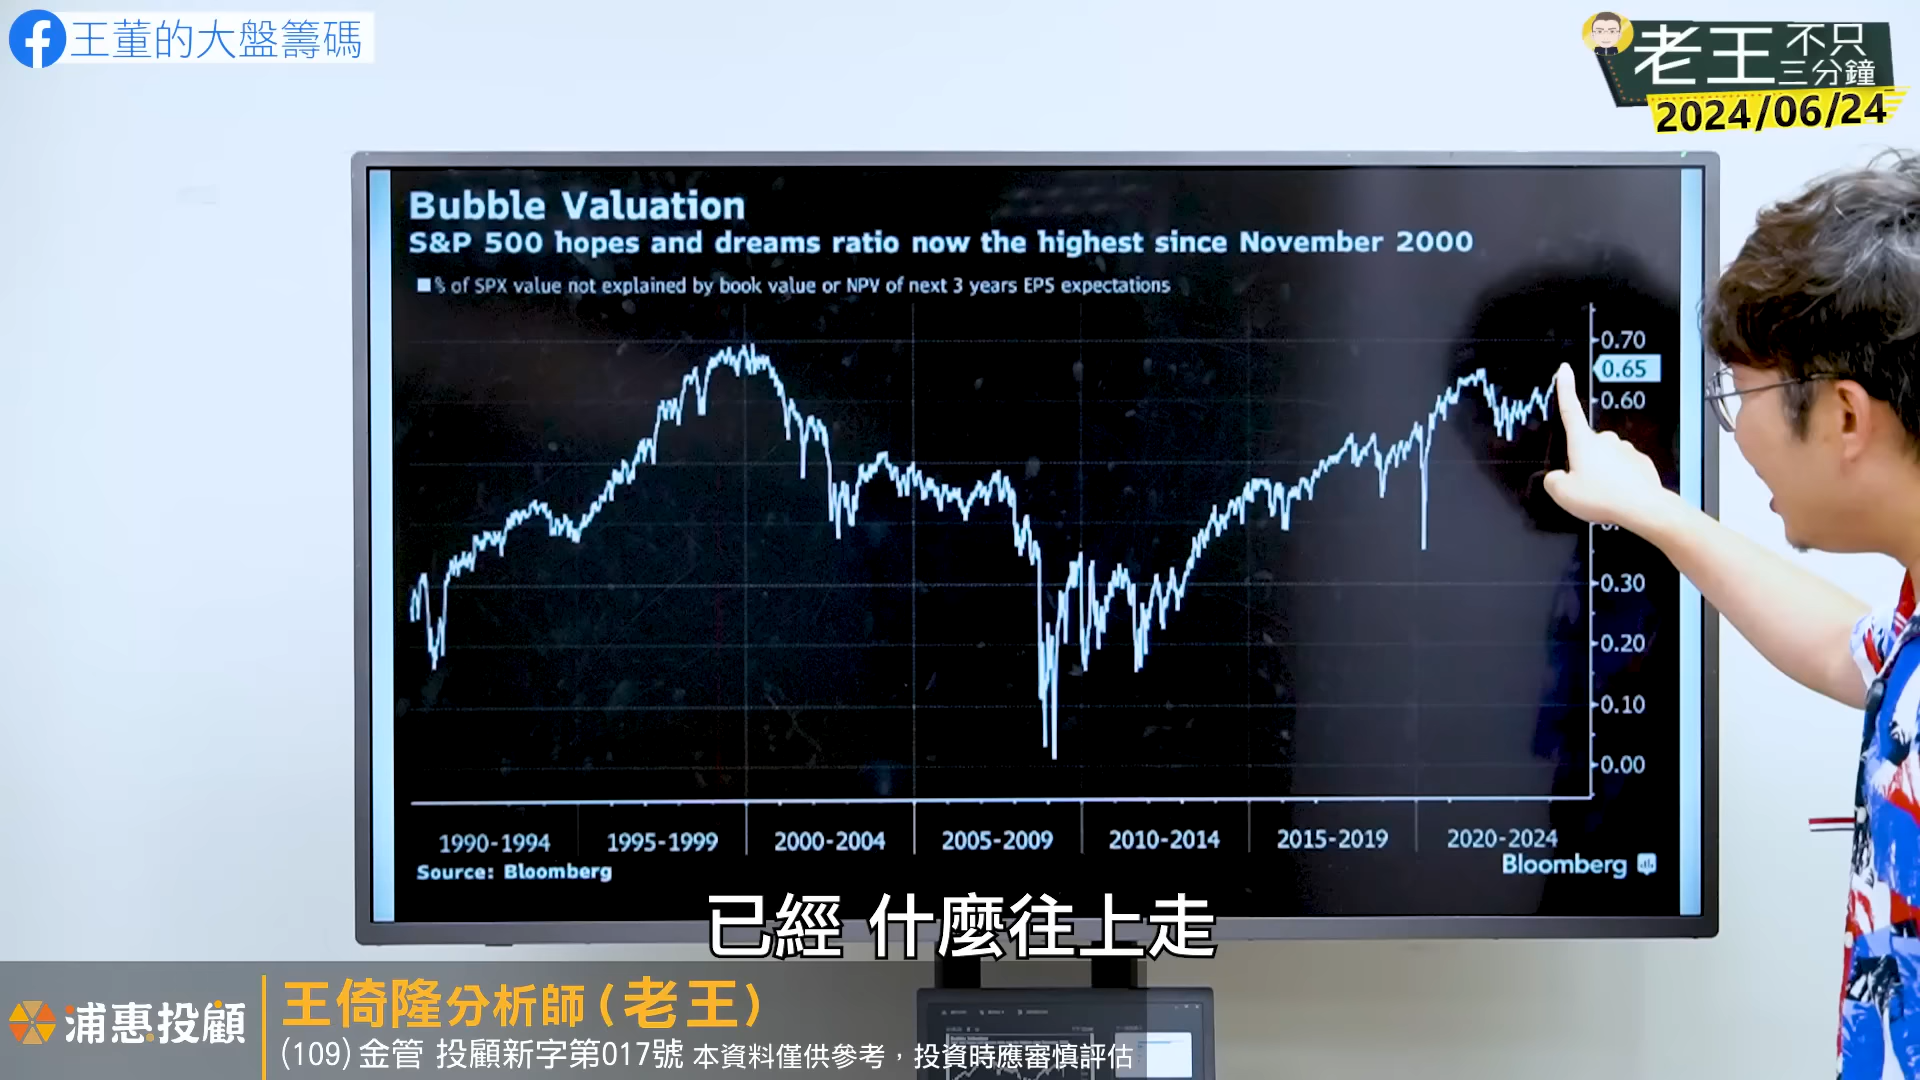 王董的大盤籌碼
老王 不只三分鐘
2024/06/24
Bubble Valuation
S&P 500 hopes and dreams ratio now the highest since November 2000
% of SPX value not explained by book value or NPV of next 3 years EPS expectations
0.70
0.65
0.60
0.30
0.20
0.10
0.00
1990-1994 1995-1999 2000-2004 2005-2009 2010-2014 2015-2019 2020-2024
Source: Bloomberg
Bloomberg
已經 什麼往上走
浦惠投顧
王倚隆分析師(老王)
(109)金管 投顧新字第017號 本資料僅供參考，投資時應審慎評估